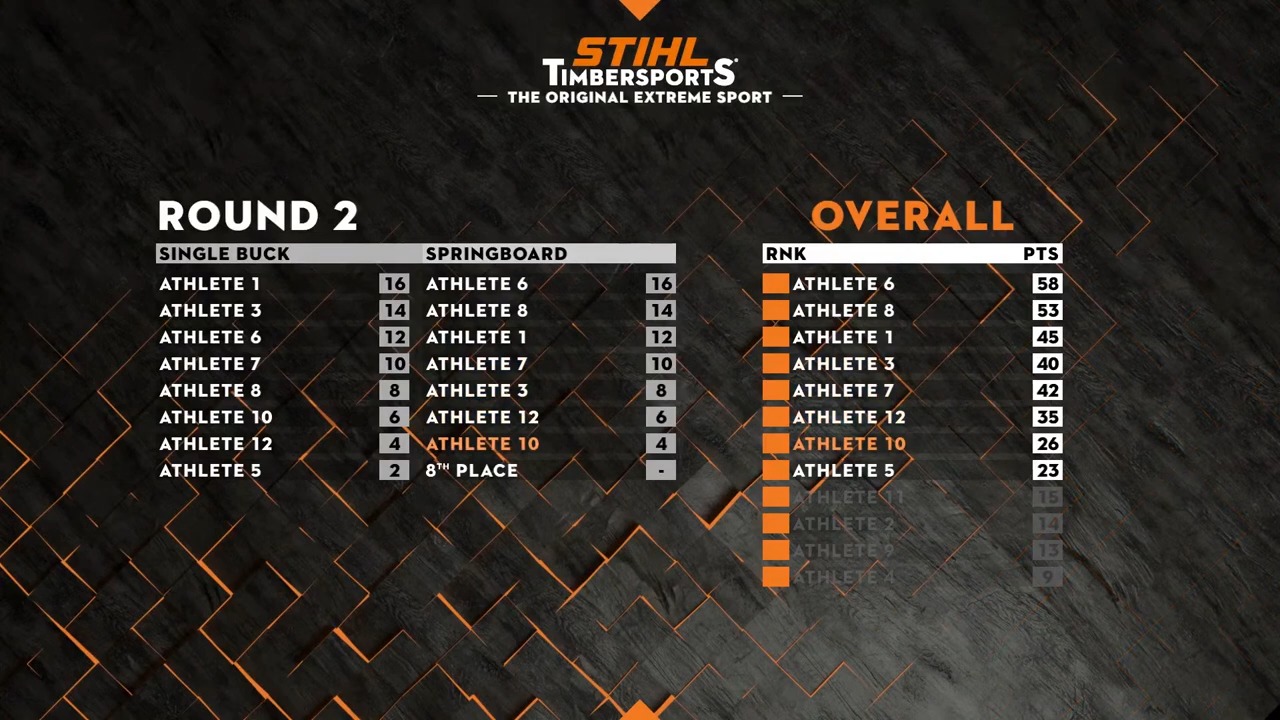 STIHL
TIMBERSPORTS®
THE ORIGINAL EXTREME SPORT
ROUND 2
SINGLE BUCK SPRINGBOARD
ATHLETE 1 16 ATHLETE 6 16
ATHLETE 3 14 ATHLETE 8 14
ATHLETE 6 12 ATHLETE 1 12
ATHLETE 7 10 ATHLETE 7 10
ATHLETE 8 8 ATHLETE 3 8
ATHLETE 10 6 ATHLETE 12 6
ATHLETE 12 4 ATHLETE 10 4
ATHLETE 5 2 8TH PLACE -
OVERALL
RNK PTS
ATHLETE 6 58
ATHLETE 8 53
ATHLETE 1 45
ATHLETE 3 40
ATHLETE 7 42
ATHLETE 12 35
ATHLETE 10 26
ATHLETE 5 23
ATHLETE 11 15
ATHLETE 2 14
ATHLETE 9 13
ATHLETE 4 9